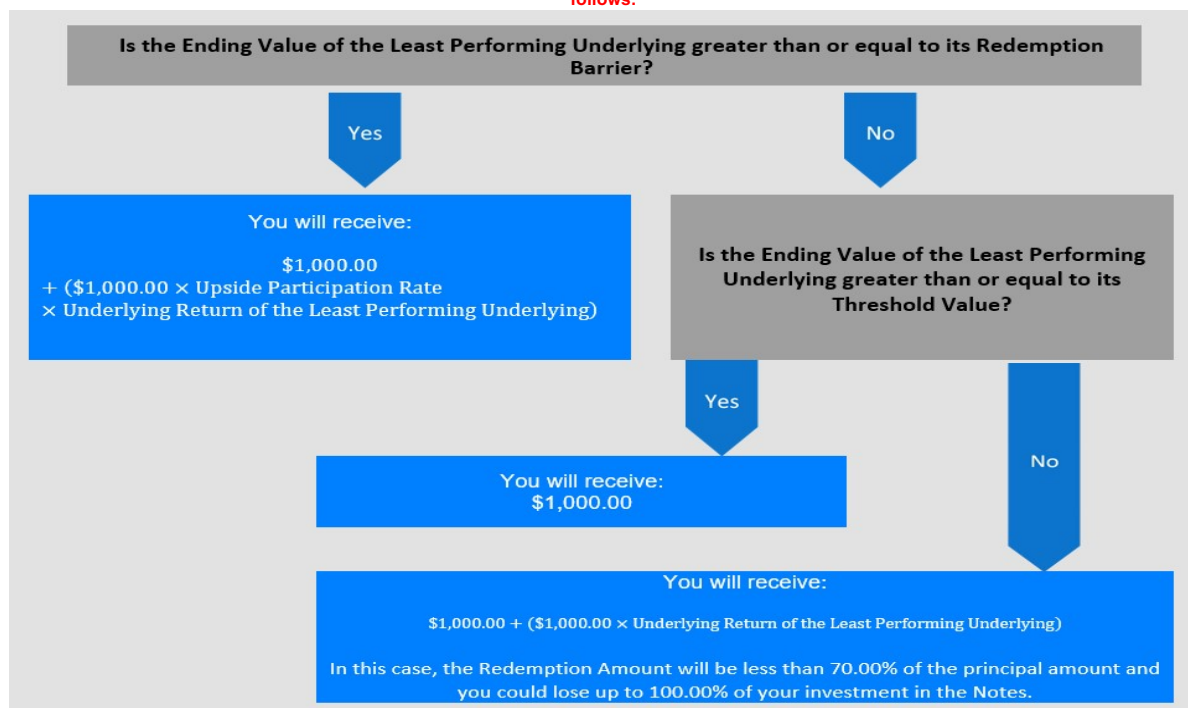 follows:
Is the Ending Value of the Least Performing Underlying greater than or equal to its Redemption
Barrier?
Yes
No
You will receive:
$1,000.00
+ ($1,000.00 × Upside Participation Rate
× Underlying Return of the Least Performing Underlying)
Is the Ending Value of the Least Performing
Underlying greater than or equal to its
Threshold Value?
Yes
No
You will receive:
$1,000.00
You will receive:
$1,000.00 + ($1,000.00 × Underlying Return of the Least Performing Underlying)
In this case, the Redemption Amount will be less than 70.00% of the principal amount and
you could lose up to 100.00% of your investment in the Notes.